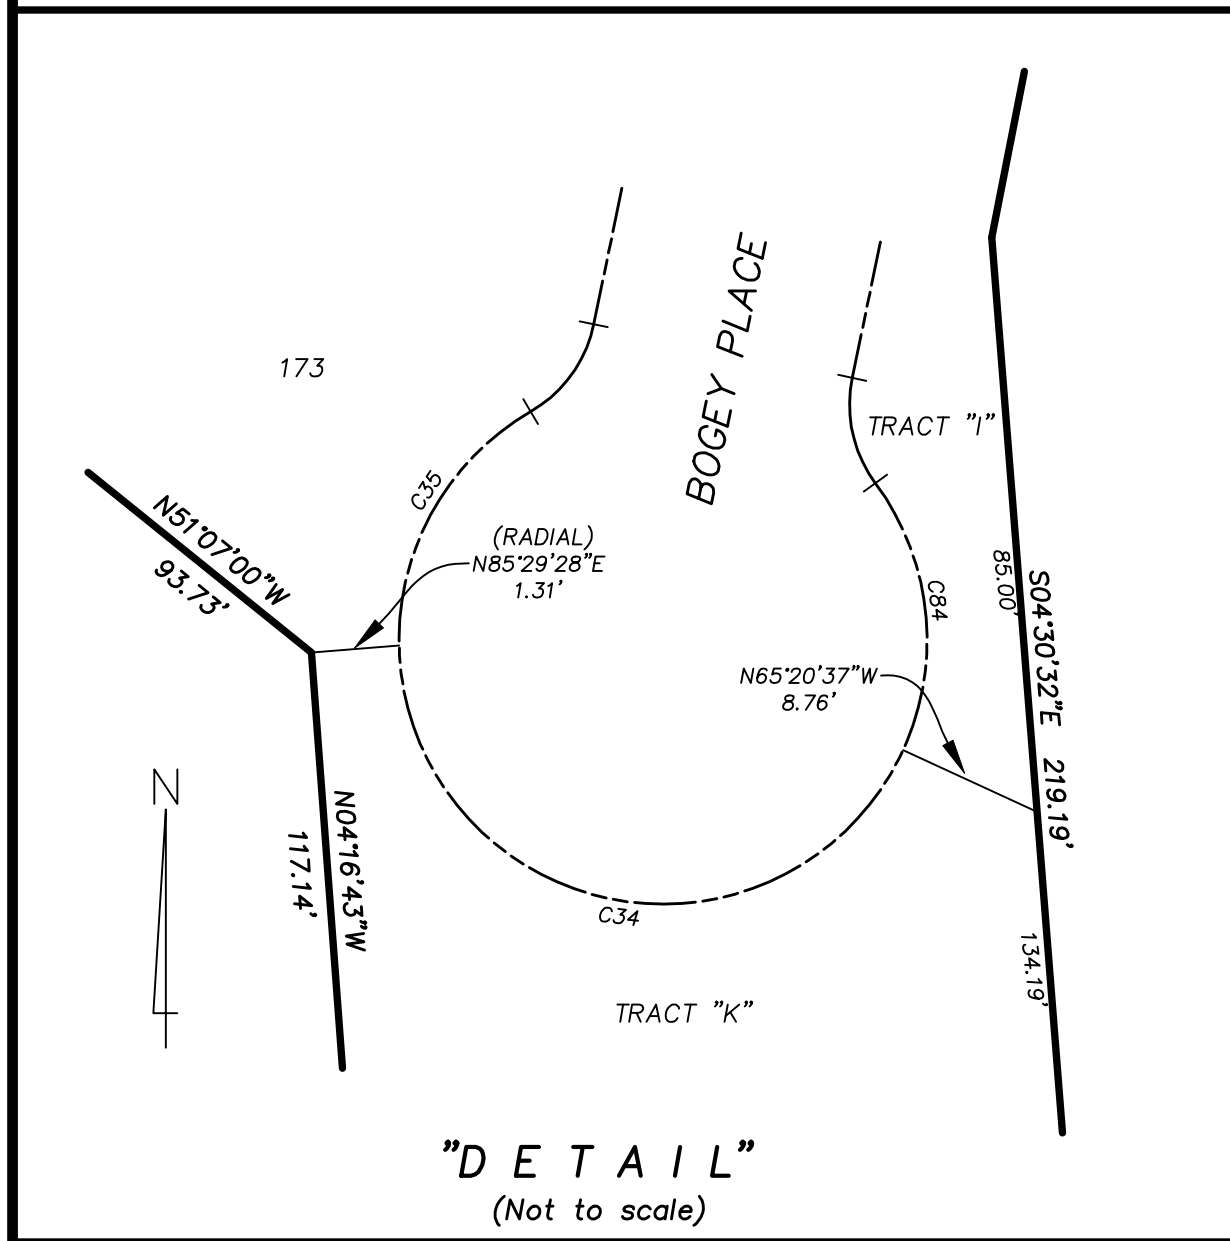 BOGEY PLACE
173
TRACT "I"
C35
(RADIAL)
N85°29'28"E
1.31'
N51°07'00"W
93.73'
85.00'
S04°30'32"E 219.19'
C84
N65°20'37"W
8.76'
N
N04°16'43"W
117.14'
C34
134.19'
TRACT "K"
"D E T A I L"
(Not to scale)